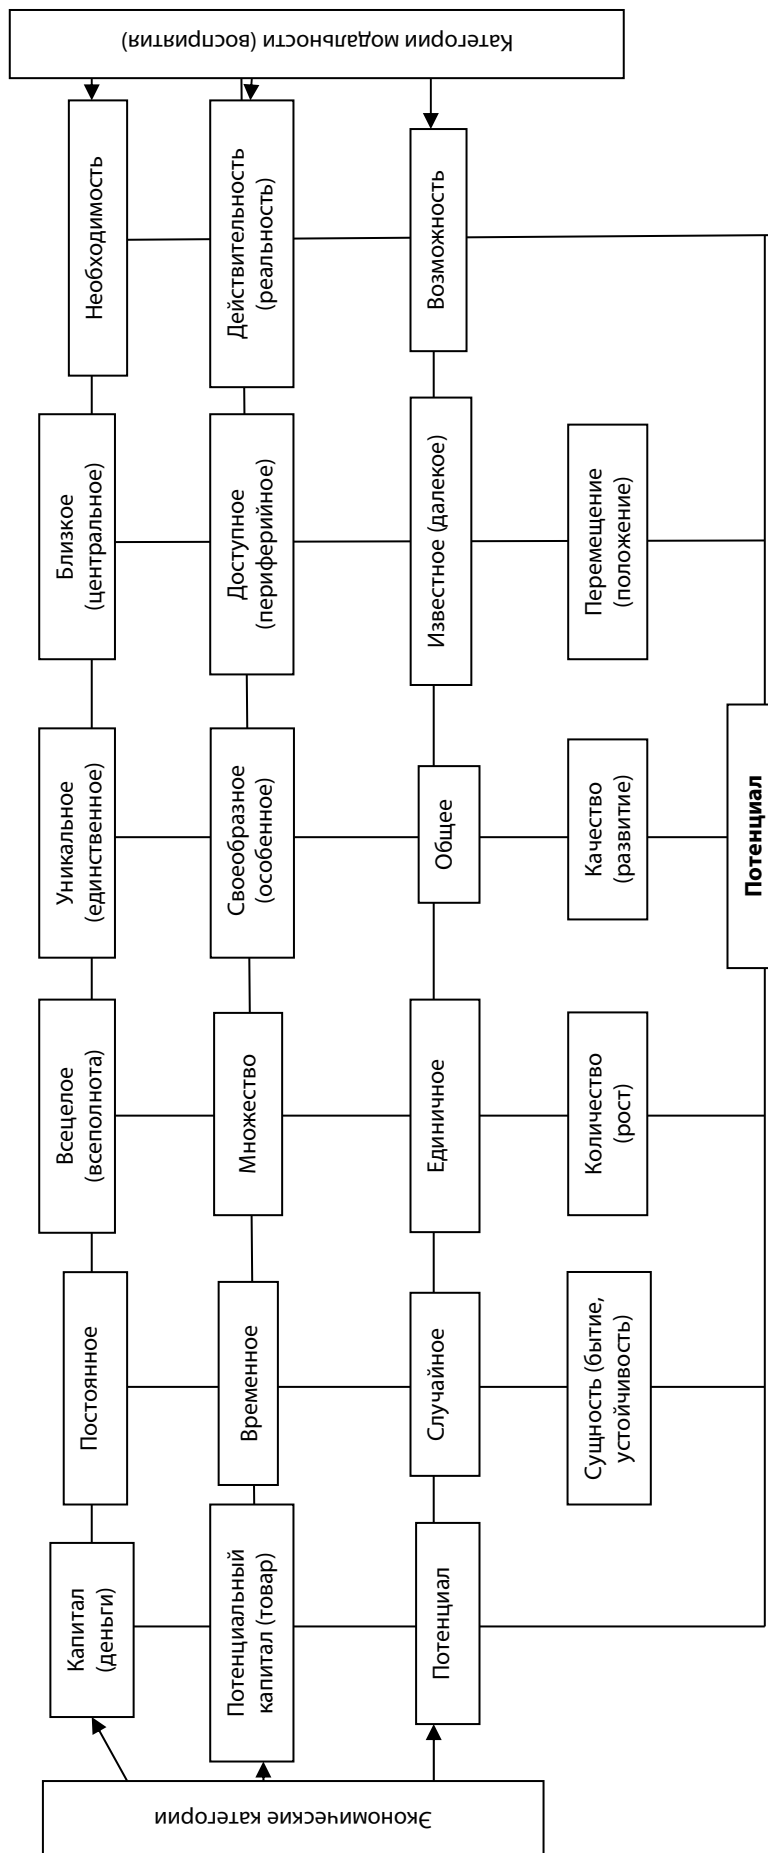 Экономические категории
Капитал
(деньги)
Постоянное
Всецелое
(всеполнота)
Уникальное
(единственное)
Близкое
(центральное)
Необходимость
Категории модальности (восприятия)
Потенциальный
капитал (товар)
Временное
Множество
Своеобразное
(особенное)
Доступное
(периферийное)
Действительность
(реальность)
Потенциал
Случайное
Единичное
Общее
Известное (далекое)
Возможность
Сущность (бытие,
устойчивость)
Количество
(рост)
Качество
(развитие)
Перемещение
(положение)
Потенциал